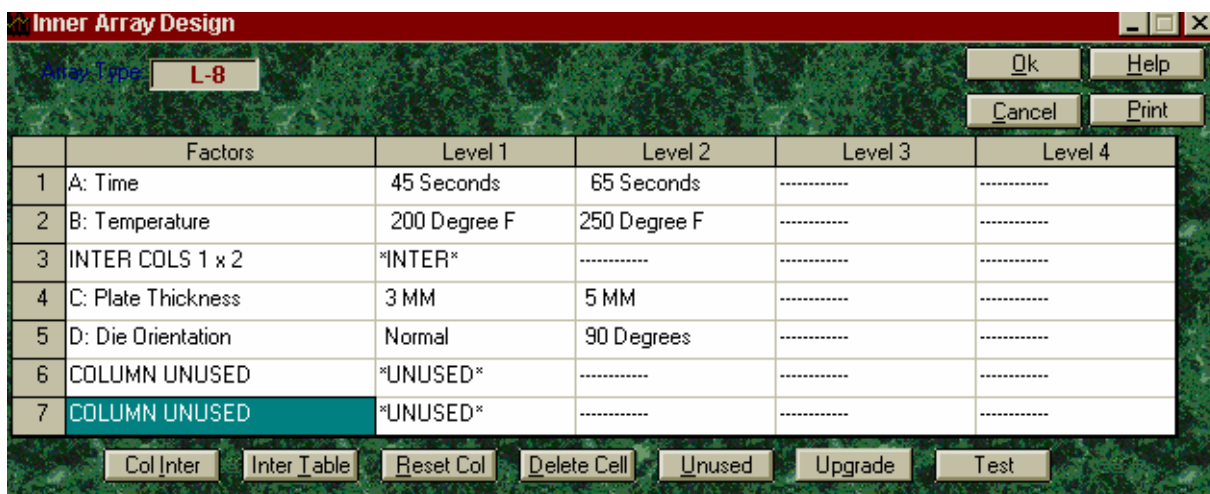 Inner Array Design
Array Type: L-8 Ok Help
Cancel Print
Factors Level 1 Level 2 Level 3 Level 4
1 A: Time 45 Seconds 65 Seconds ------------ ------------
2 B: Temperature 200 Degree F 250 Degree F ------------ ------------
3 INTER COLS 1 x 2 *INTER* ------------ ------------ ------------
4 C: Plate Thickness 3 MM 5 MM ------------ ------------
5 D: Die Orientation Normal 90 Degrees ------------ ------------
6 COLUMN UNUSED *UNUSED* ------------ ------------ ------------
7 COLUMN UNUSED *UNUSED* ------------ ------------ ------------
Col Inter Inter Table Reset Col Delete Cell Unused Upgrade Test